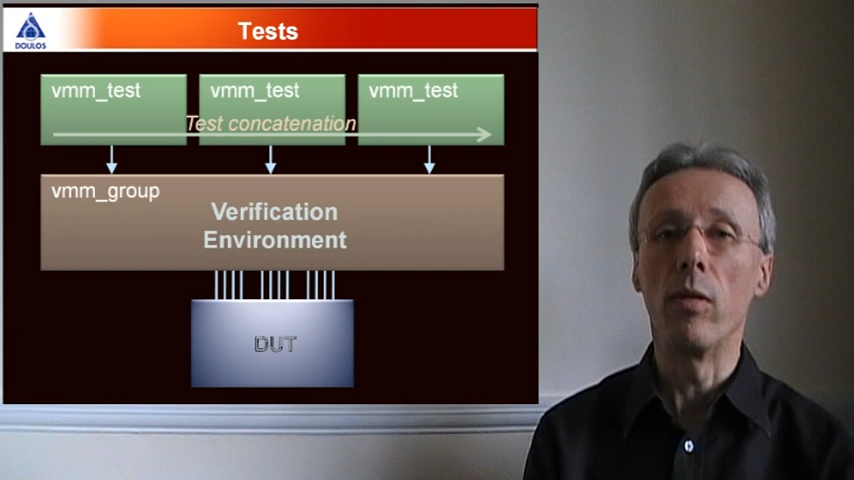 DOULOS
Tests
vmm_test
vmm_test
vmm_test
Test concatenation
vmm_group
Verification
Environment
DUT